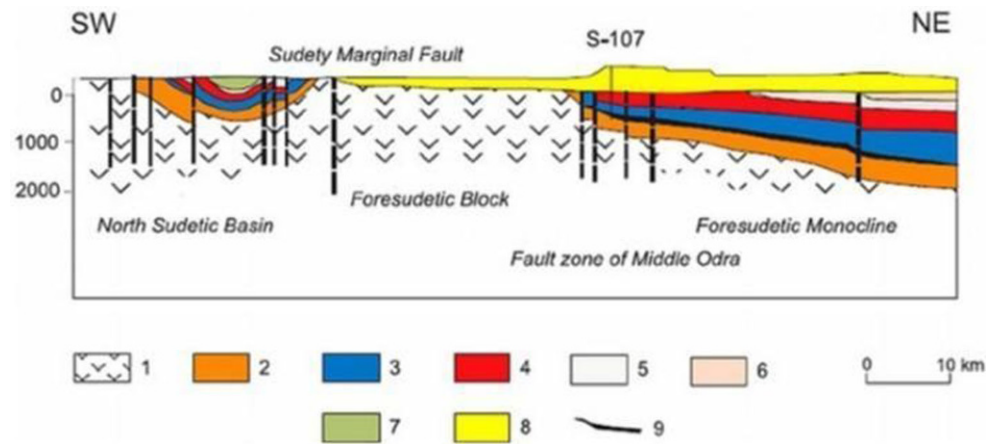 SW NE
S-107
Sudety Marginal Fault
0
1000
2000
Foresudetic Block
North Sudetic Basin Foresudetic Monocline
Fault zone of Middle Odra
1 2 3 4 5 6 0 10 km
7 8 9